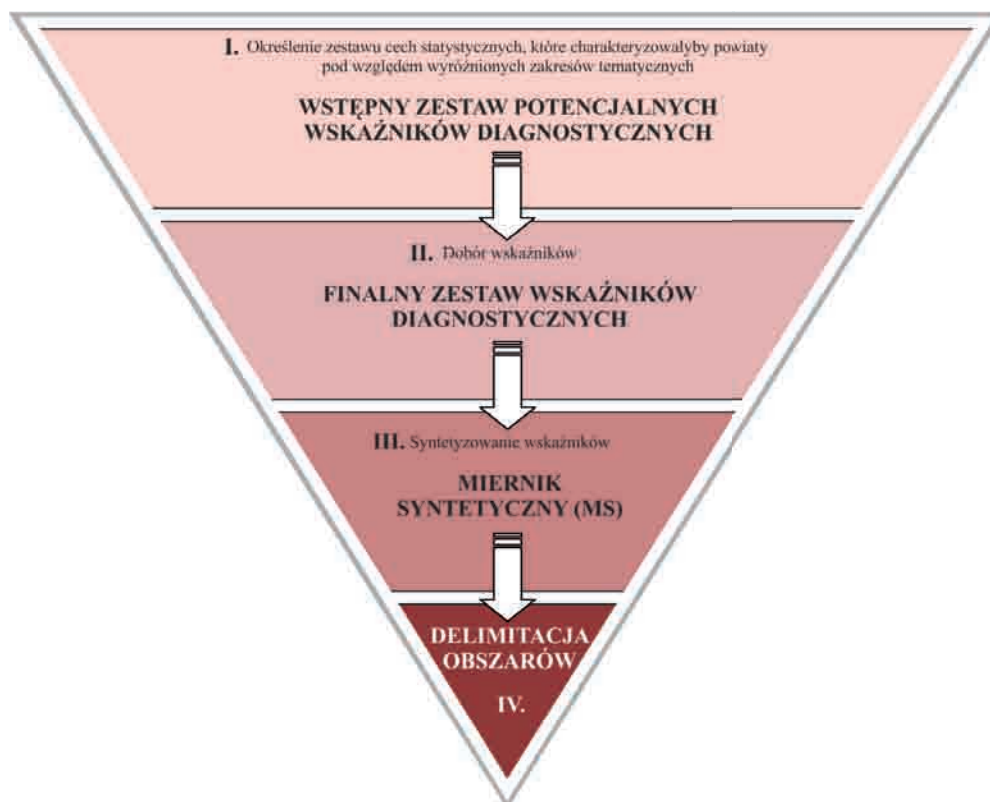 I. Określenie zestawu cech statystycznych, które charakteryzowałyby powiaty
pod względem wyróżnionych zakresów tematycznych
WSTĘPNY ZESTAW POTENCJALNYCH
WSKAŹNIKÓW DIAGNOSTYCZNYCH
II. Dobór wskaźników
FINALNY ZESTAW WSKAŹNIKÓW
DIAGNOSTYCZNYCH
III. Syntetyzowanie wskaźników
MIERNIK
SYNTETYCZNY (MS)
DELIMITACJA
OBSZARÓW
IV.